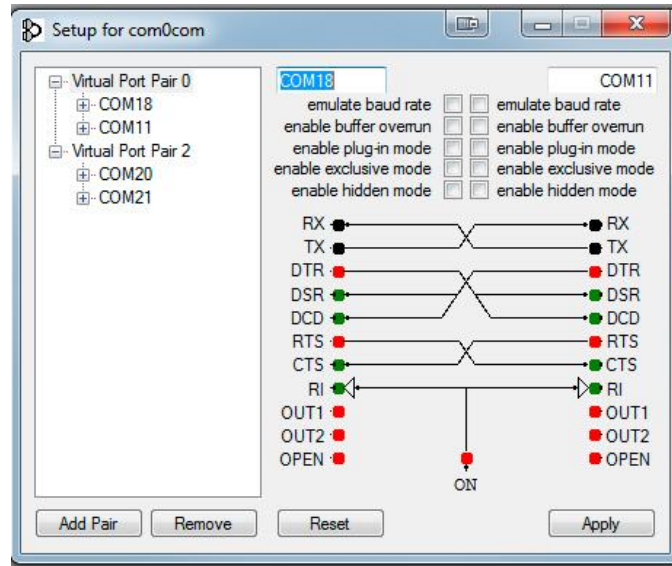 Setup for com0com
Virtual Port Pair 0
COM18
COM11
Virtual Port Pair 2
COM20
COM21
COM18 COM11
emulate baud rate emulate baud rate
enable buffer overrun enable buffer overrun
enable plug-in mode enable plug-in mode
enable exclusive mode enable exclusive mode
enable hidden mode enable hidden mode
RX RX
TX TX
DTR DTR
DSR DSR
DCD DCD
RTS RTS
CTS CTS
RI RI
OUT1 OUT1
OUT2 OUT2
OPEN OPEN
ON
Add Pair Remove Reset Apply